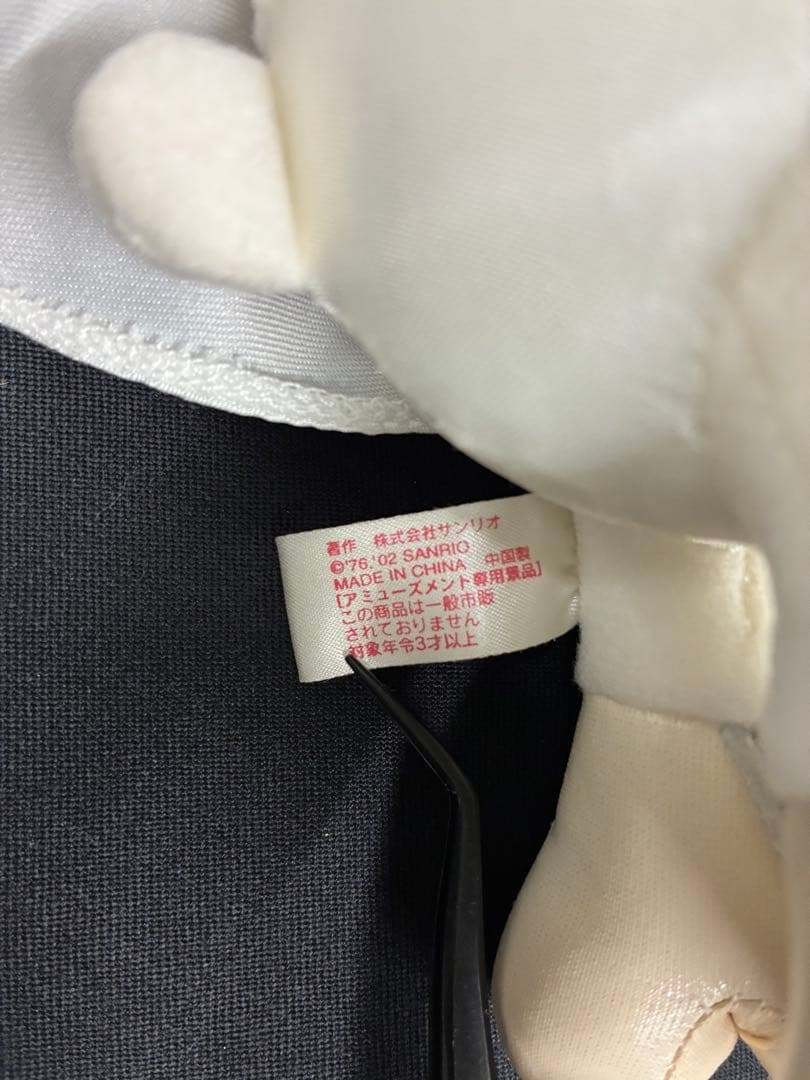 著作 株式会社サンリオ
©'76,'02 SANRIO
MADE IN CHINA 中国製
[アミューズメント専用景品]
この商品は一般市販
されておりません
対象年令3才以上